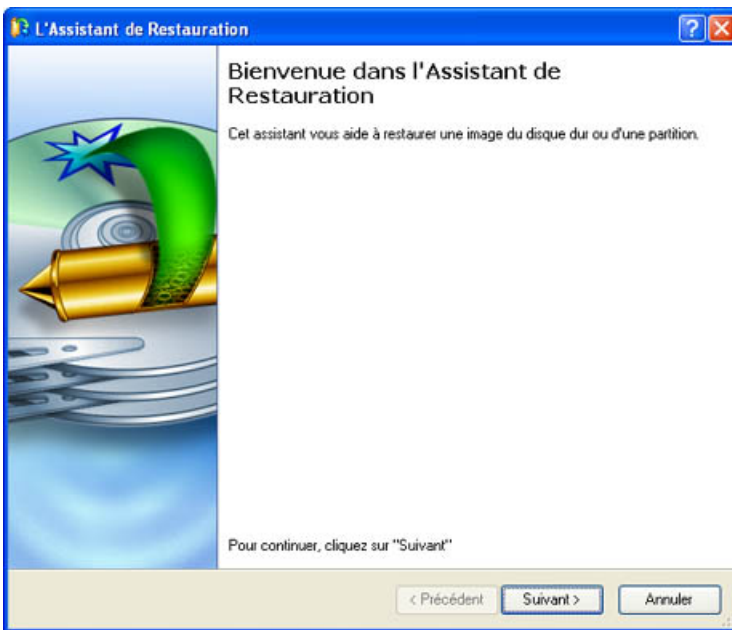 L'Assistant de Restauration
Bienvenue dans l'Assistant de
Restauration
Cet assistant vous aide à restaurer une image du disque dur ou d'une partition.
Pour continuer, cliquez sur "Suivant"
< Précédent
Suivant >
Annuler